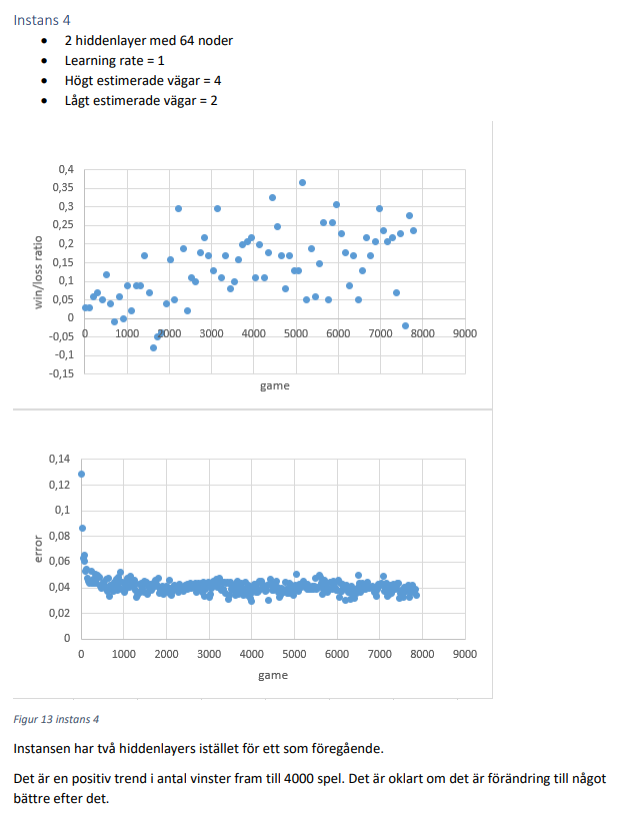 Instans 4
• 2 hiddenlayer med 64 noder
• Learning rate = 1
• Högt estimerade vägar = 4
• Lågt estimerade vägar = 2
0,4
0,35
0,3
0,25
0,2
0,15
0,1
0,05
0
-0,05
-0,1
-0,15
win/loss ratio
0 1000 2000 3000 4000 5000 6000 7000 8000 9000
game
0,14
0,12
0,1
0,08
0,06
0,04
0,02
0
error
0 1000 2000 3000 4000 5000 6000 7000 8000 9000
game
Figur 13 instans 4
Instansen har två hiddenlayers istället för ett som föregående.
Det är en positiv trend i antal vinster fram till 4000 spel. Det är oklart om det är förändring till något
bättre efter det.